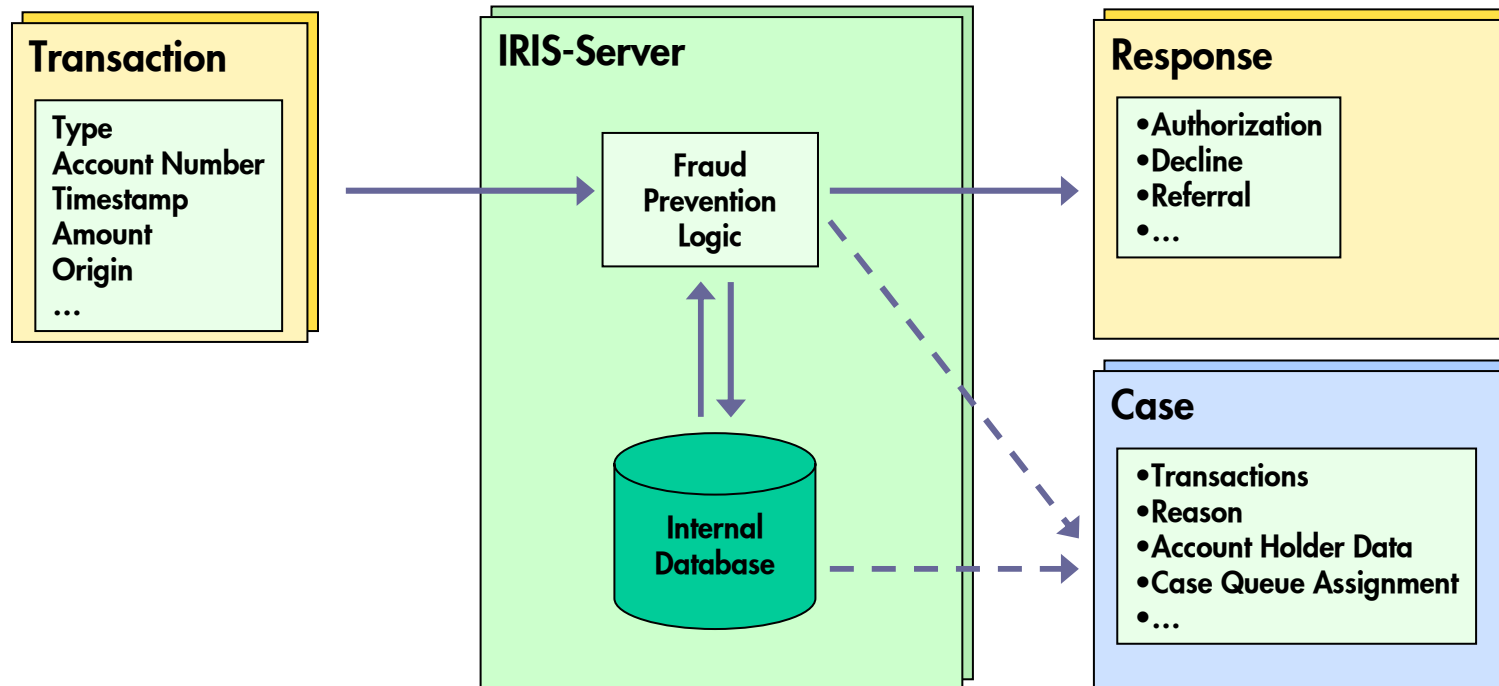 Transaction
Type
Account Number
Timestamp
Amount
Origin
...
IRIS-Server
Fraud
Prevention
Logic
Internal
Database
Response
•Authorization
•Decline
•Referral
•...
Case
•Transactions
•Reason
•Account Holder Data
•Case Queue Assignment
•...